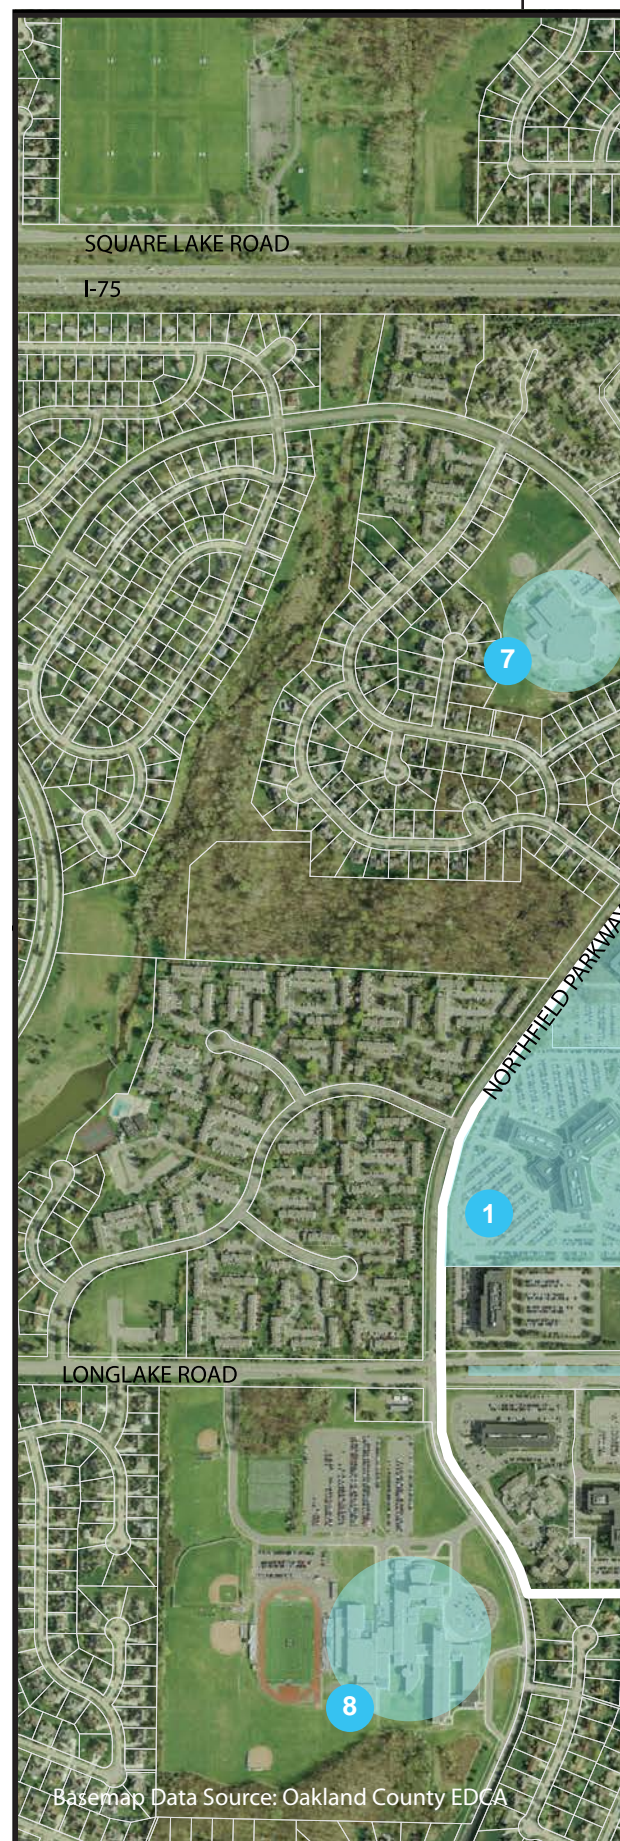 SQUARE LAKE ROAD
I-75
7
NORTHFIELD PARKWAY
1
LONGLAKE ROAD
8
Basemap Data Source: Oakland County EDCA